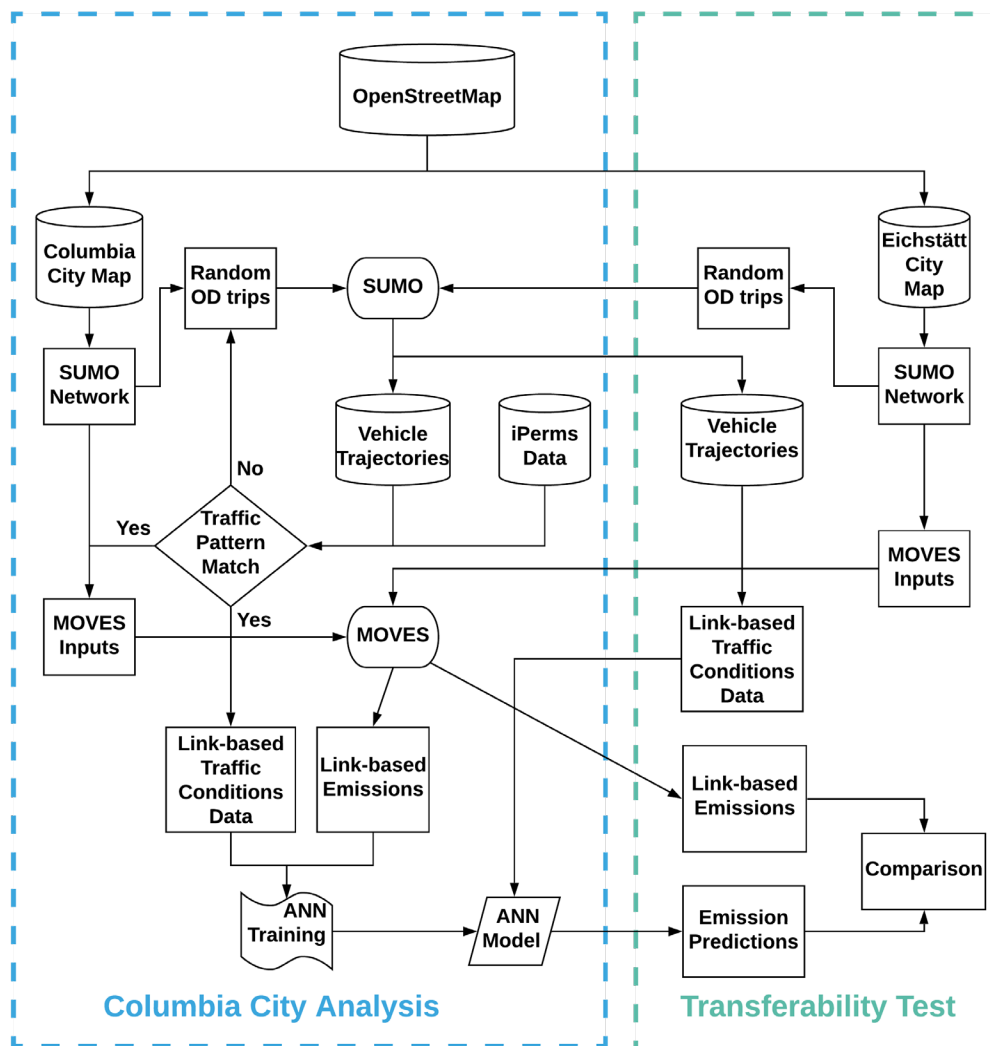 OpenStreetMap
Columbia
City Map
Random
OD trips
SUMO
Random
OD trips
Eichstätt
City
Map
SUMO
Network
SUMO
Network
Vehicle
Trajectories
iPerms
Data
Vehicle
Trajectories
No
Yes
Traffic
Pattern
Match
MOVES
Inputs
MOVES
Inputs
Yes
MOVES
Link-based
Traffic
Conditions
Data
Link-based
Traffic
Conditions
Data
Link-based
Emissions
Link-based
Emissions
Comparison
ANN
Training
ANN
Model
Emission
Predictions
Columbia City Analysis
Transferability Test